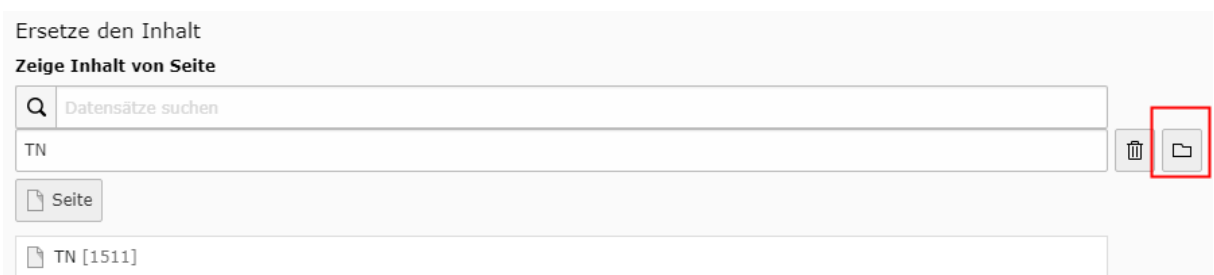 Ersetze den Inhalt
Zeige Inhalt von Seite
Datensätze suchen
TN
Seite
TN [1511]